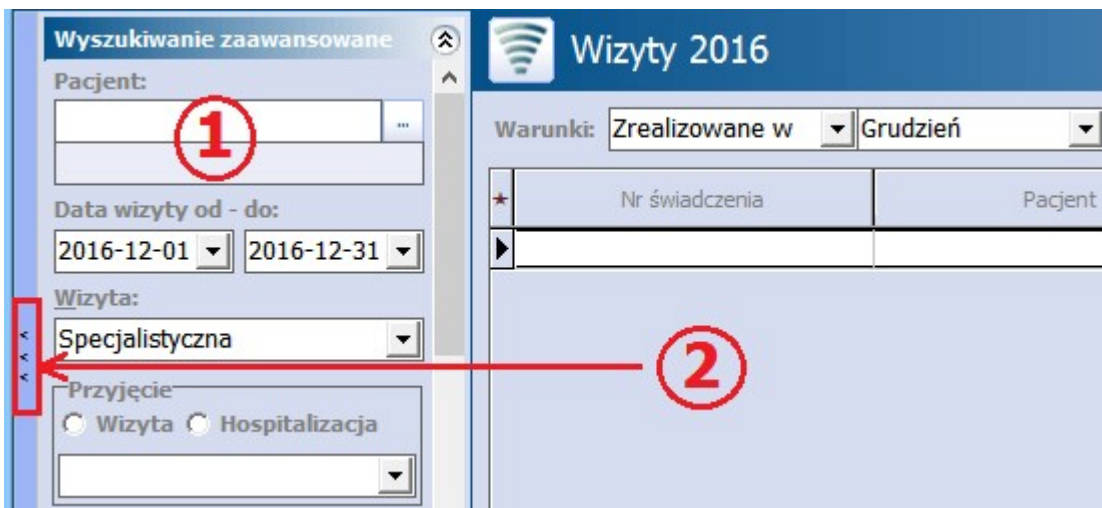 Wyszukiwanie zaawansowane
Pacjent:
...
1
Data wizyty od - do:
2016-12-01 2016-12-31
Wizyta:
Specjalistyczna
<
<
<
Przyjęcie
Wizyta Hospitalizacja
Wizyty 2016
Warunki: Zrealizowane w Grudzień
Nr świadczenia Pacjent
2